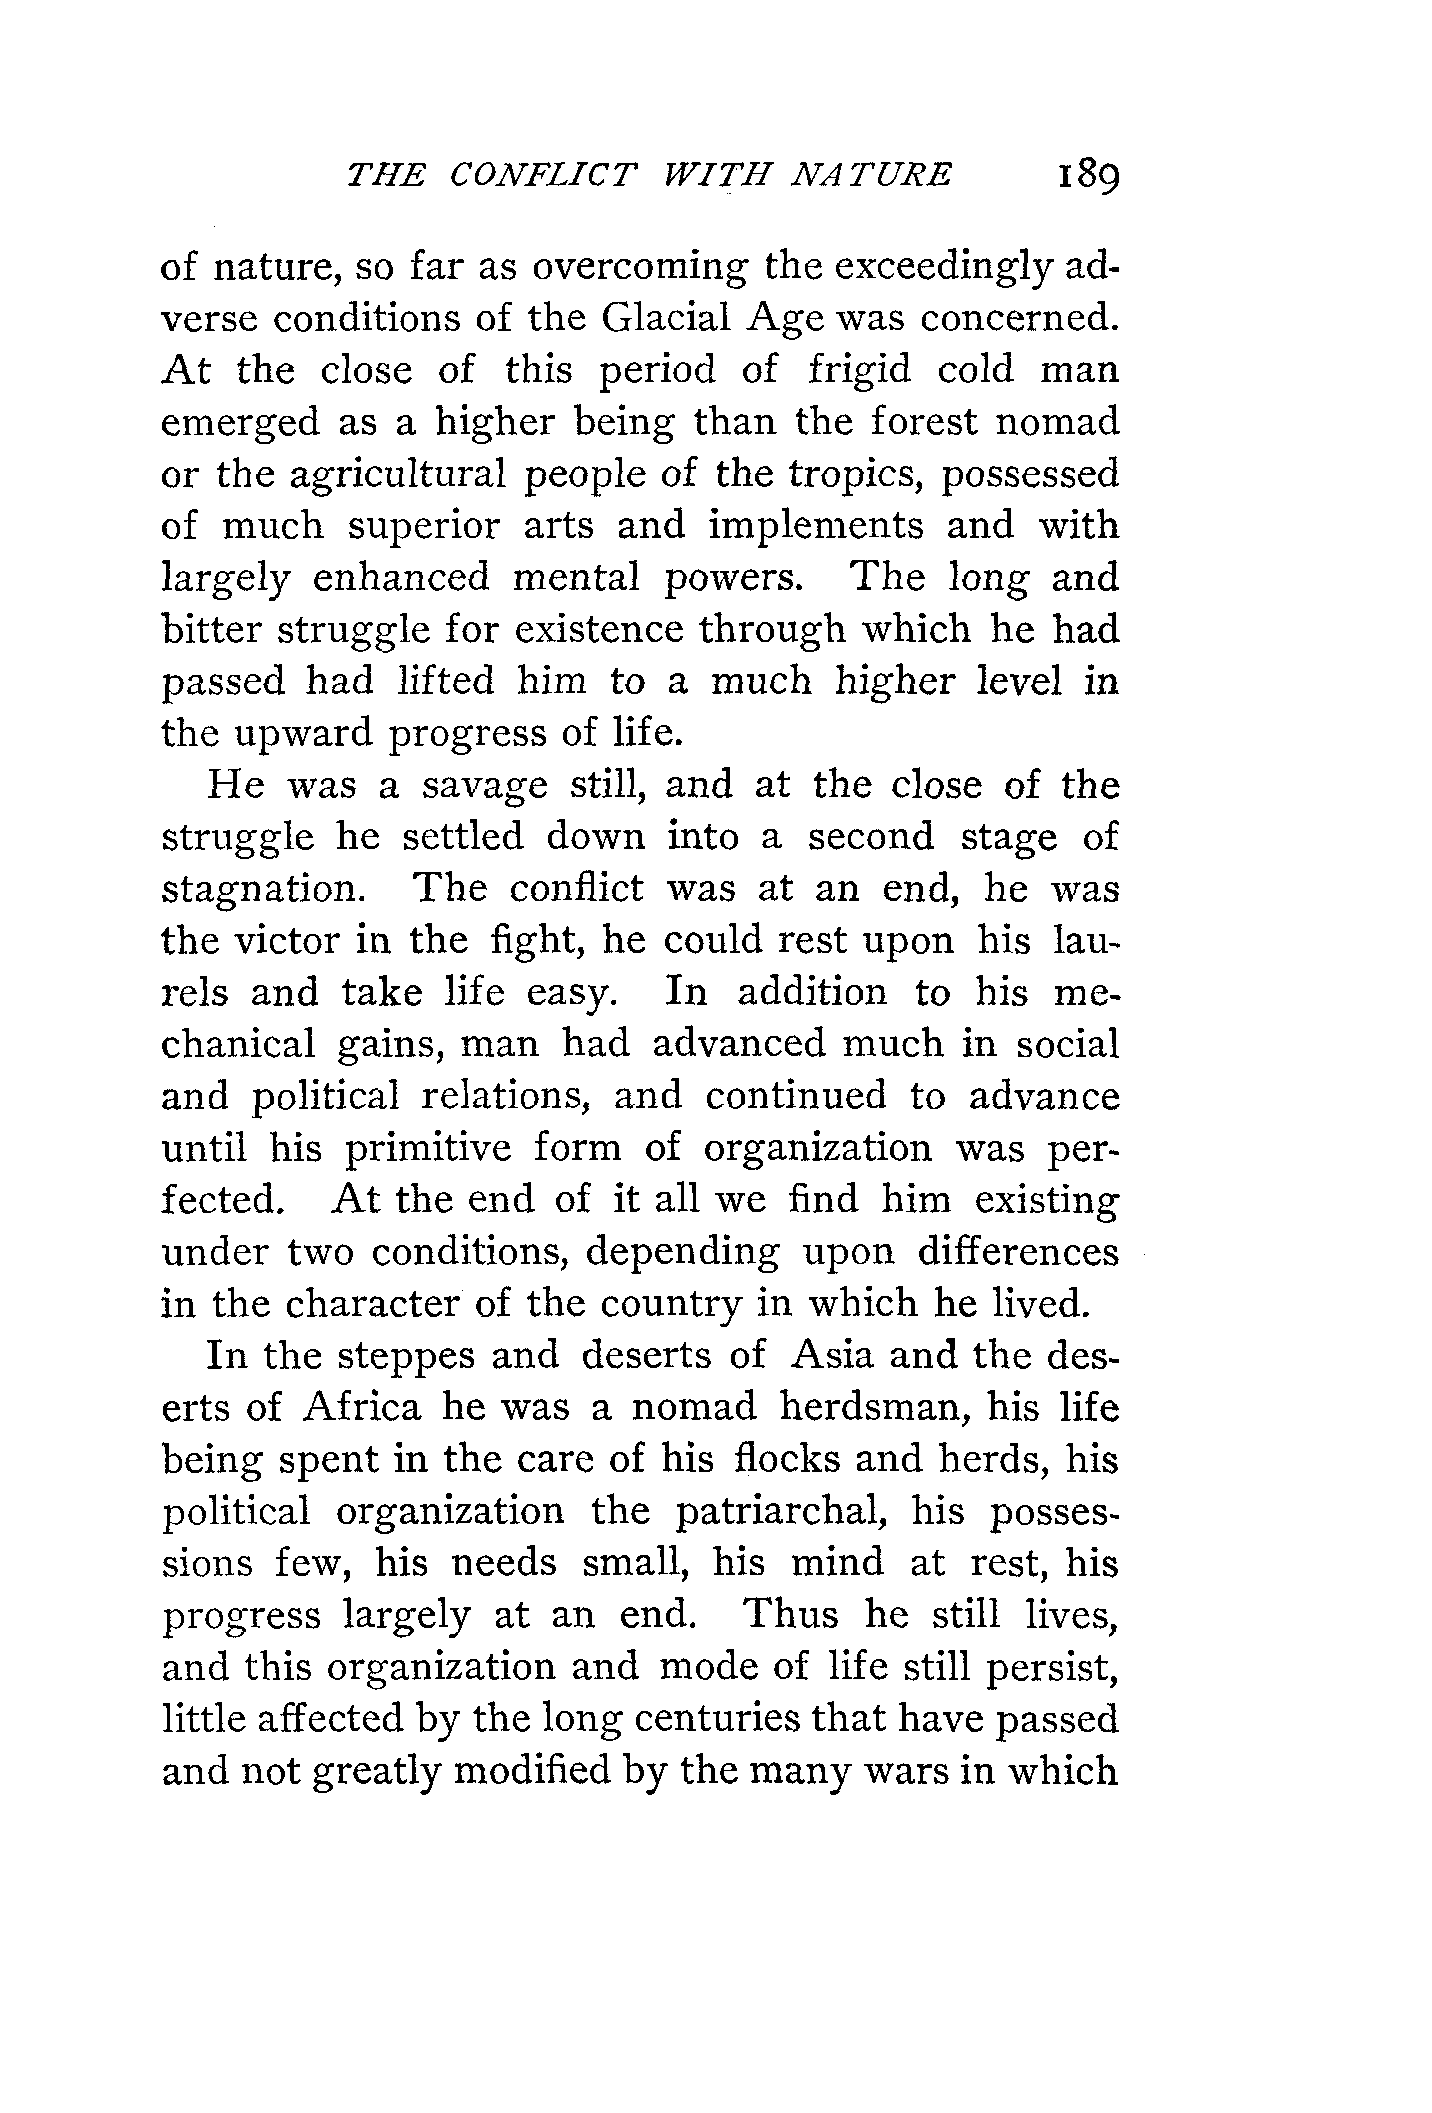 THE CONFLICT WITH NATURE 189
of nature, so far as overcoming the exceedingly ad-
verse conditions of the Glacial Age was concerned.
At the close of this period of frigid cold man
emerged as a higher being than the forest nomad
or the agricultural people of the tropics, possessed
of much superior arts and implements and with
largely enhanced mental powers. The long and
bitter struggle for existence through which he had
passed had lifted him to a much higher level in
the upward progress of life.
He was a savage still, and at the close of the
struggle he settled down into a second stage of
stagnation. The conflict was at an end, he was
the victor in the fight, he could rest upon his lau-
rels and take life easy. In addition to his me-
chanical gains, man had advanced much in social
and political relations, and continued to advance
until his primitive form of organization was per-
fected. At the end of it all we find him existing
under two conditions, depending upon differences
in the character of the country in which he lived.
In the steppes and deserts of Asia and the des-
erts of Africa he was a nomad herdsman, his life
being spent in the care of his flocks and herds, his
political organization the patriarchal, his posses-
sions few, his needs small, his mind at rest, his
progress largely at an end. Thus he still lives,
and this organization and mode of life still persist,
little affected by the long centuries that have passed
and not greatly modified by the many wars in which